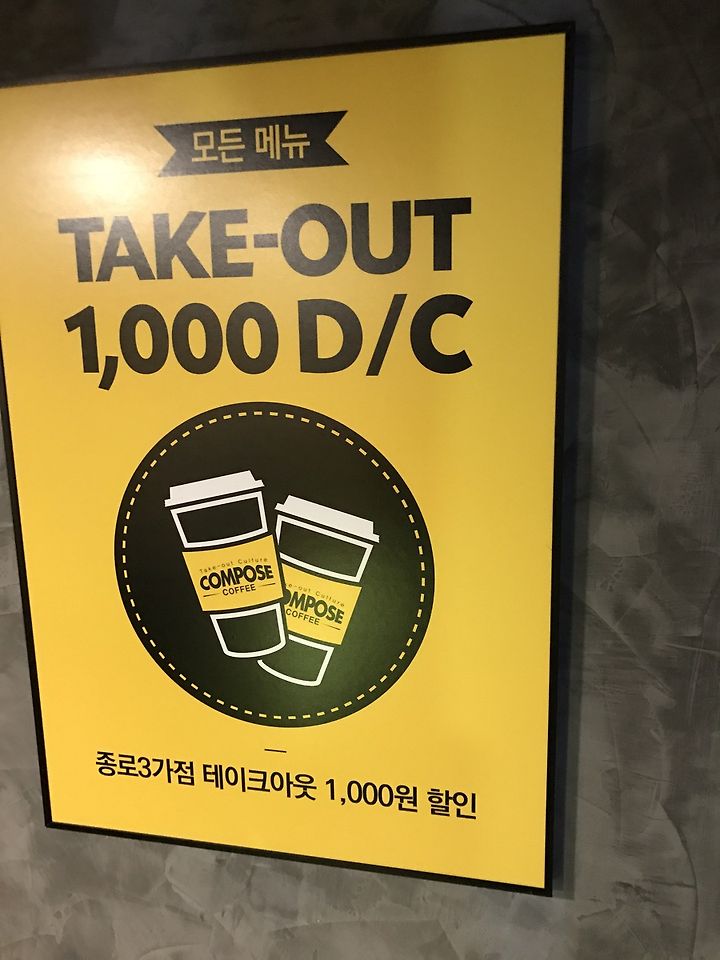 모든 메뉴
TAKE-OUT
1,000 D/C
Take-out Culture
COMPOSE
COFFEE
ke-out Culture
OMPOSE
COFFEE
종로3가점 테이크아웃 1,000원 할인